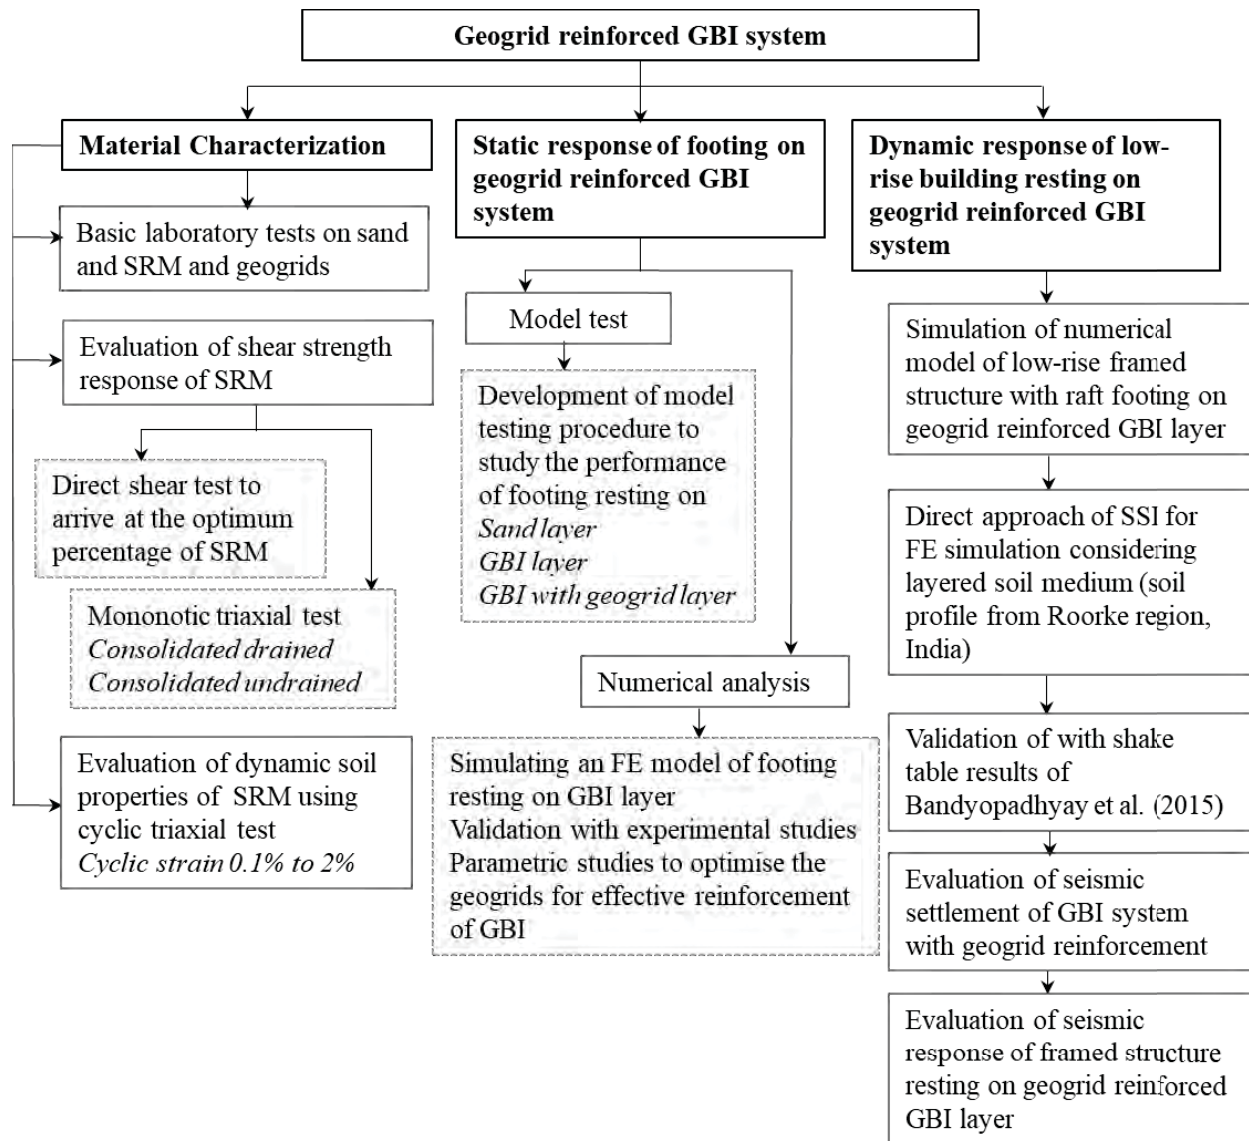 Geogrid reinforced GBI system
Material Characterization
Basic laboratory tests on sand
and SRM and geogrids
Evaluation of shear strength
response of SRM
Direct shear test to
arrive at the optimum
percentage of SRM
Mononotic triaxial test
Consolidated drained
Consolidated undrained
Evaluation of dynamic soil
properties of SRM using
cyclic triaxial test
Cyclic strain 0.1% to 2%
Static response of footing on
geogrid reinforced GBI
system
Model test
Development of model
testing procedure to
study the performance
of footing resting on
Sand layer
GBI layer
GBI with geogrid layer
Numerical analysis
Simulating an FE model of footing
resting on GBI layer
Validation with experimental studies
Parametric studies to optimise the
geogrids for effective reinforcement
of GBI
Dynamic response of low-
rise building resting on
geogrid reinforced GBI
system
Simulation of numerical
model of low-rise framed
structure with raft footing on
geogrid reinforced GBI layer
Direct approach of SSI for
FE simulation considering
layered soil medium (soil
profile from Roorke region,
India)
Validation of with shake
table results of
Bandyopadhyay et al. (2015)
Evaluation of seismic
settlement of GBI system
with geogrid reinforcement
Evaluation of seismic
response of framed structure
resting on geogrid reinforced
GBI layer